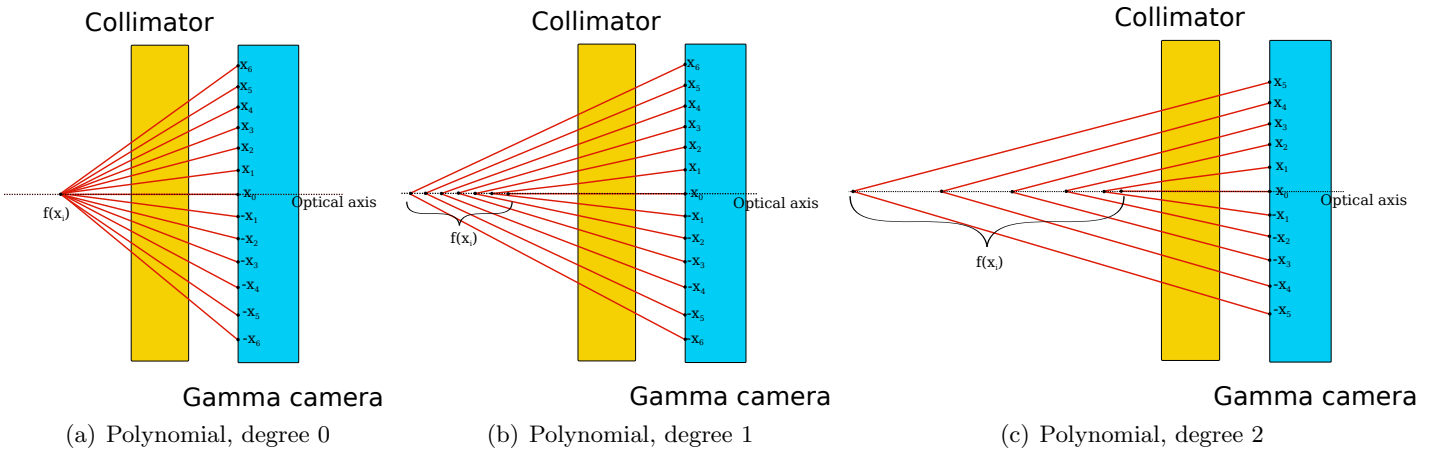 Collimator
x₆
x₅
x₄
x₃
x₂
x₁
x₀
-x₁
-x₂
-x₃
-x₄
-x₅
-x₆
f(xᵢ)
Optical axis
Gamma camera
(a) Polynomial, degree 0
Collimator
x₆
x₅
x₄
x₃
x₂
x₁
x₀
-x₁
-x₂
-x₃
-x₄
-x₅
-x₆
f(xᵢ)
Optical axis
Gamma camera
(b) Polynomial, degree 1
Collimator
x₅
x₄
x₃
x₂
x₁
x₀
-x₁
-x₂
-x₃
-x₄
-x₅
f(xᵢ)
Optical axis
Gamma camera
(c) Polynomial, degree 2